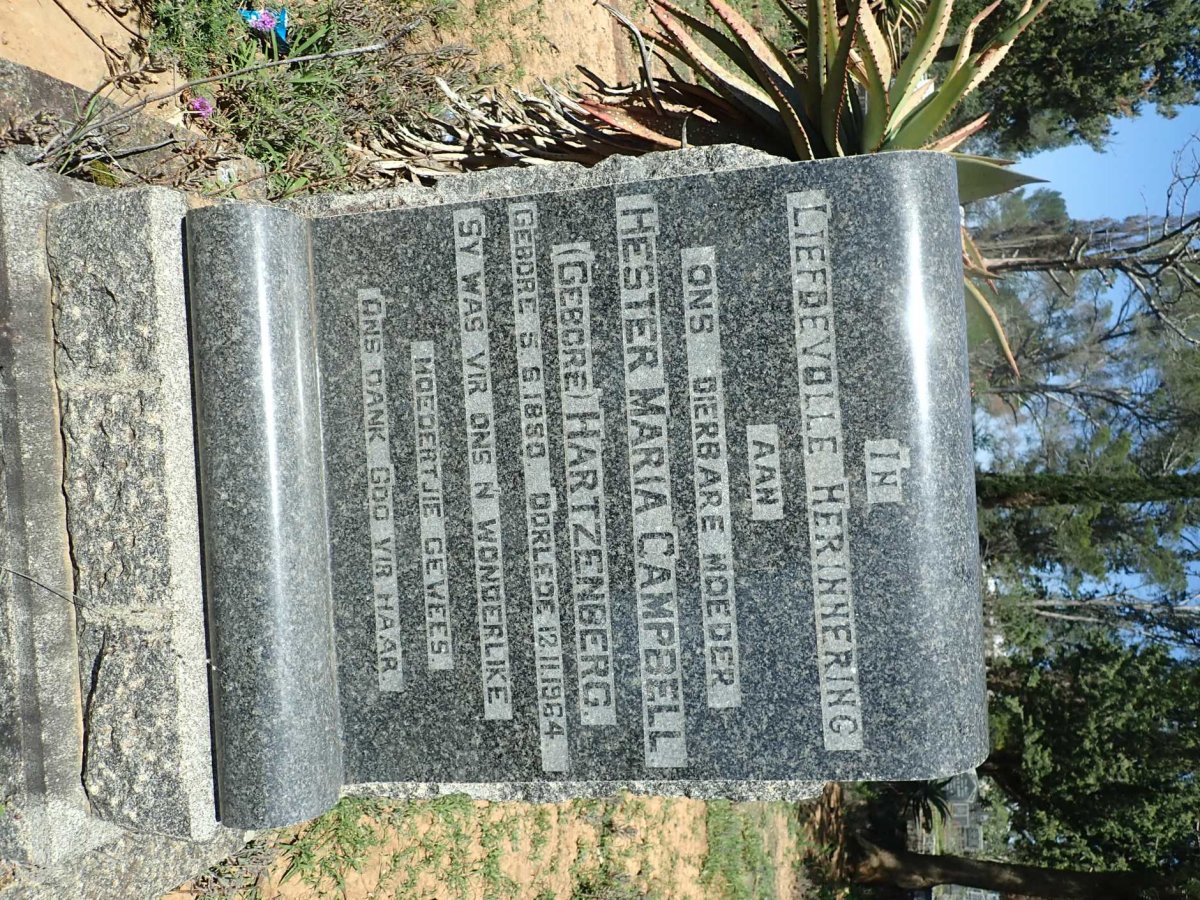 IN
LIEFDEVOLLE HERINNERING
AAN
ONS DIERBARE MOEDER
HESTER MARIA CAMPBELL
(GEBORE) HARTZENBERG.
GEBORE 5.5.1880 OORLEDE 12.11.1964.
SY WAS VIR ONS N WONDERLIKE
MOEDERTJIE GEWEES
ONS DANK GOD VIR HAAR